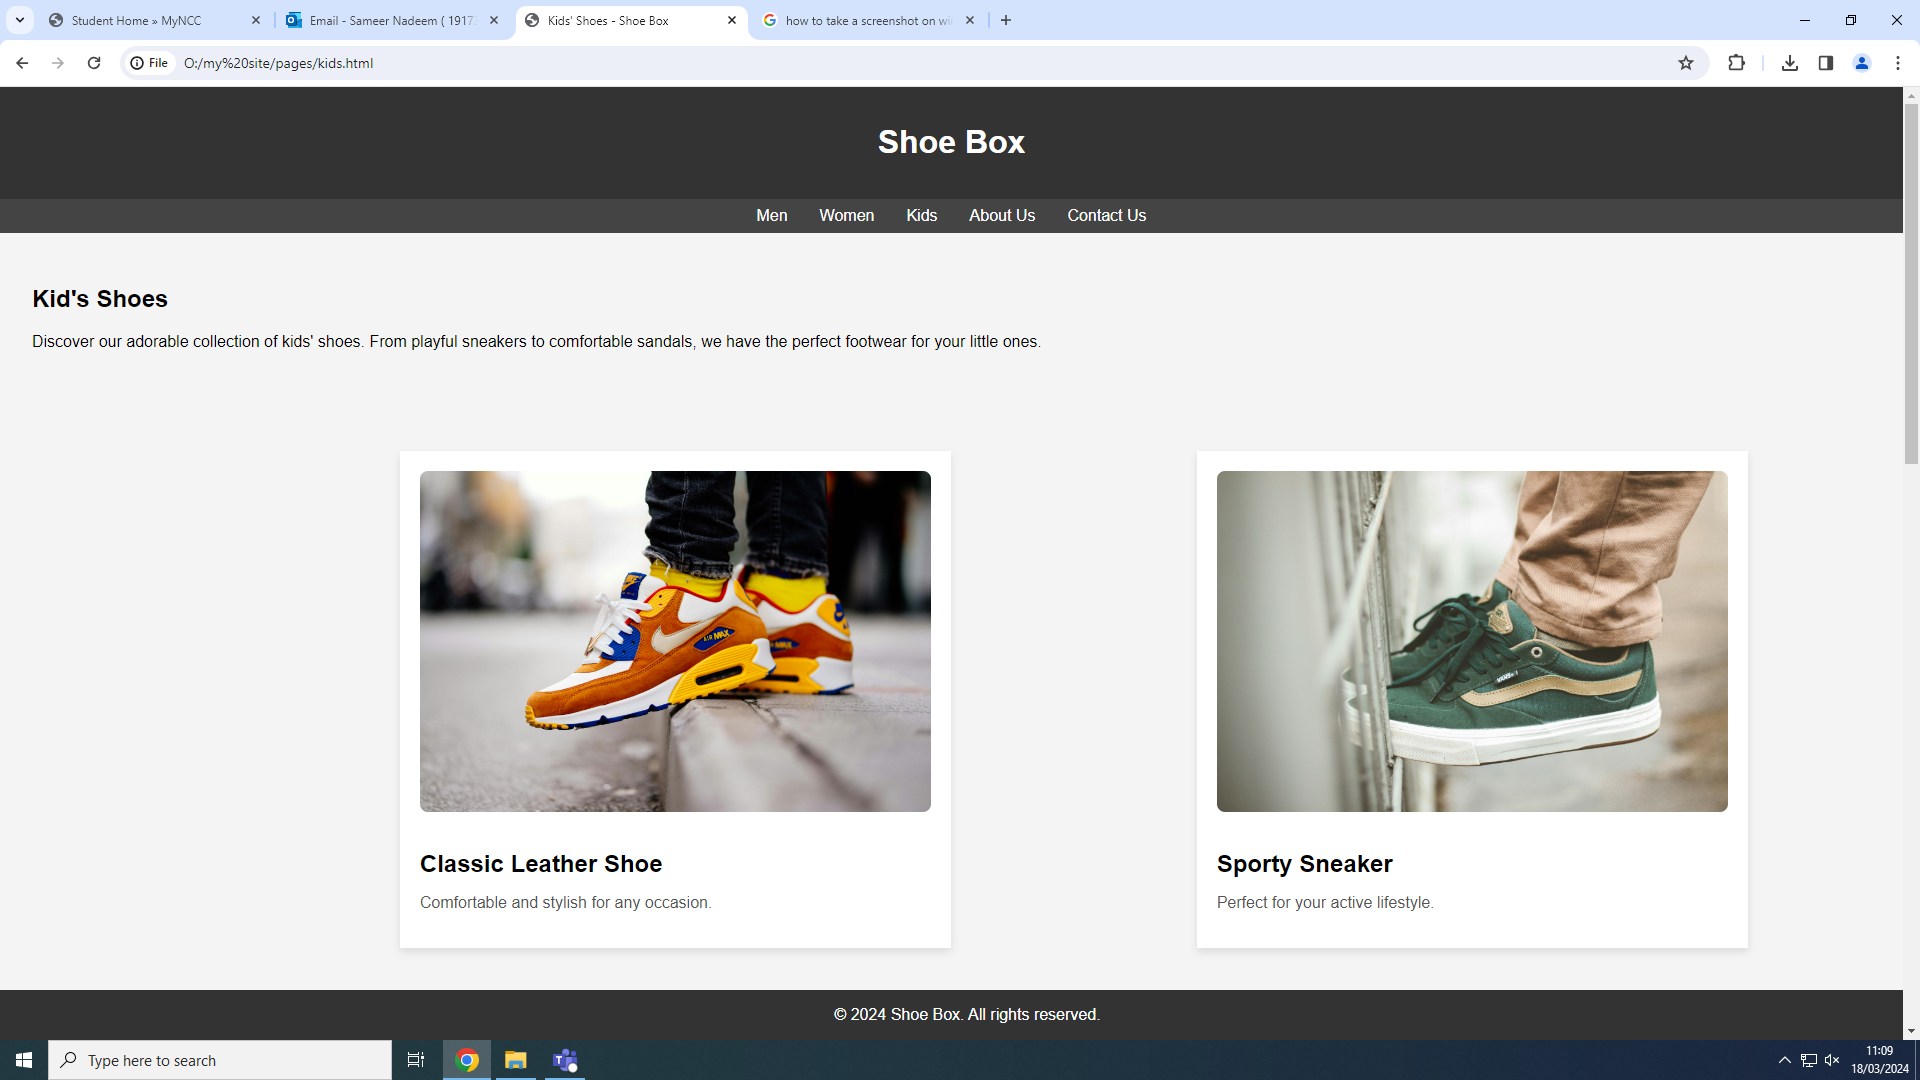 Student Home » MyNCC
Email - Sameer Nadeem ( 1917
Kids' Shoes - Shoe Box
how to take a screenshot on wi
File
O:/my%20site/pages/kids.html
Shoe Box
Men
Women
Kids
About Us
Contact Us
Kid's Shoes
Discover our adorable collection of kids' shoes. From playful sneakers to comfortable sandals, we have the perfect footwear for your little ones.
AIR MAX
VANS
Classic Leather Shoe
Comfortable and stylish for any occasion.
Sporty Sneaker
Perfect for your active lifestyle.
© 2024 Shoe Box. All rights reserved.
Type here to search
11:09
18/03/2024